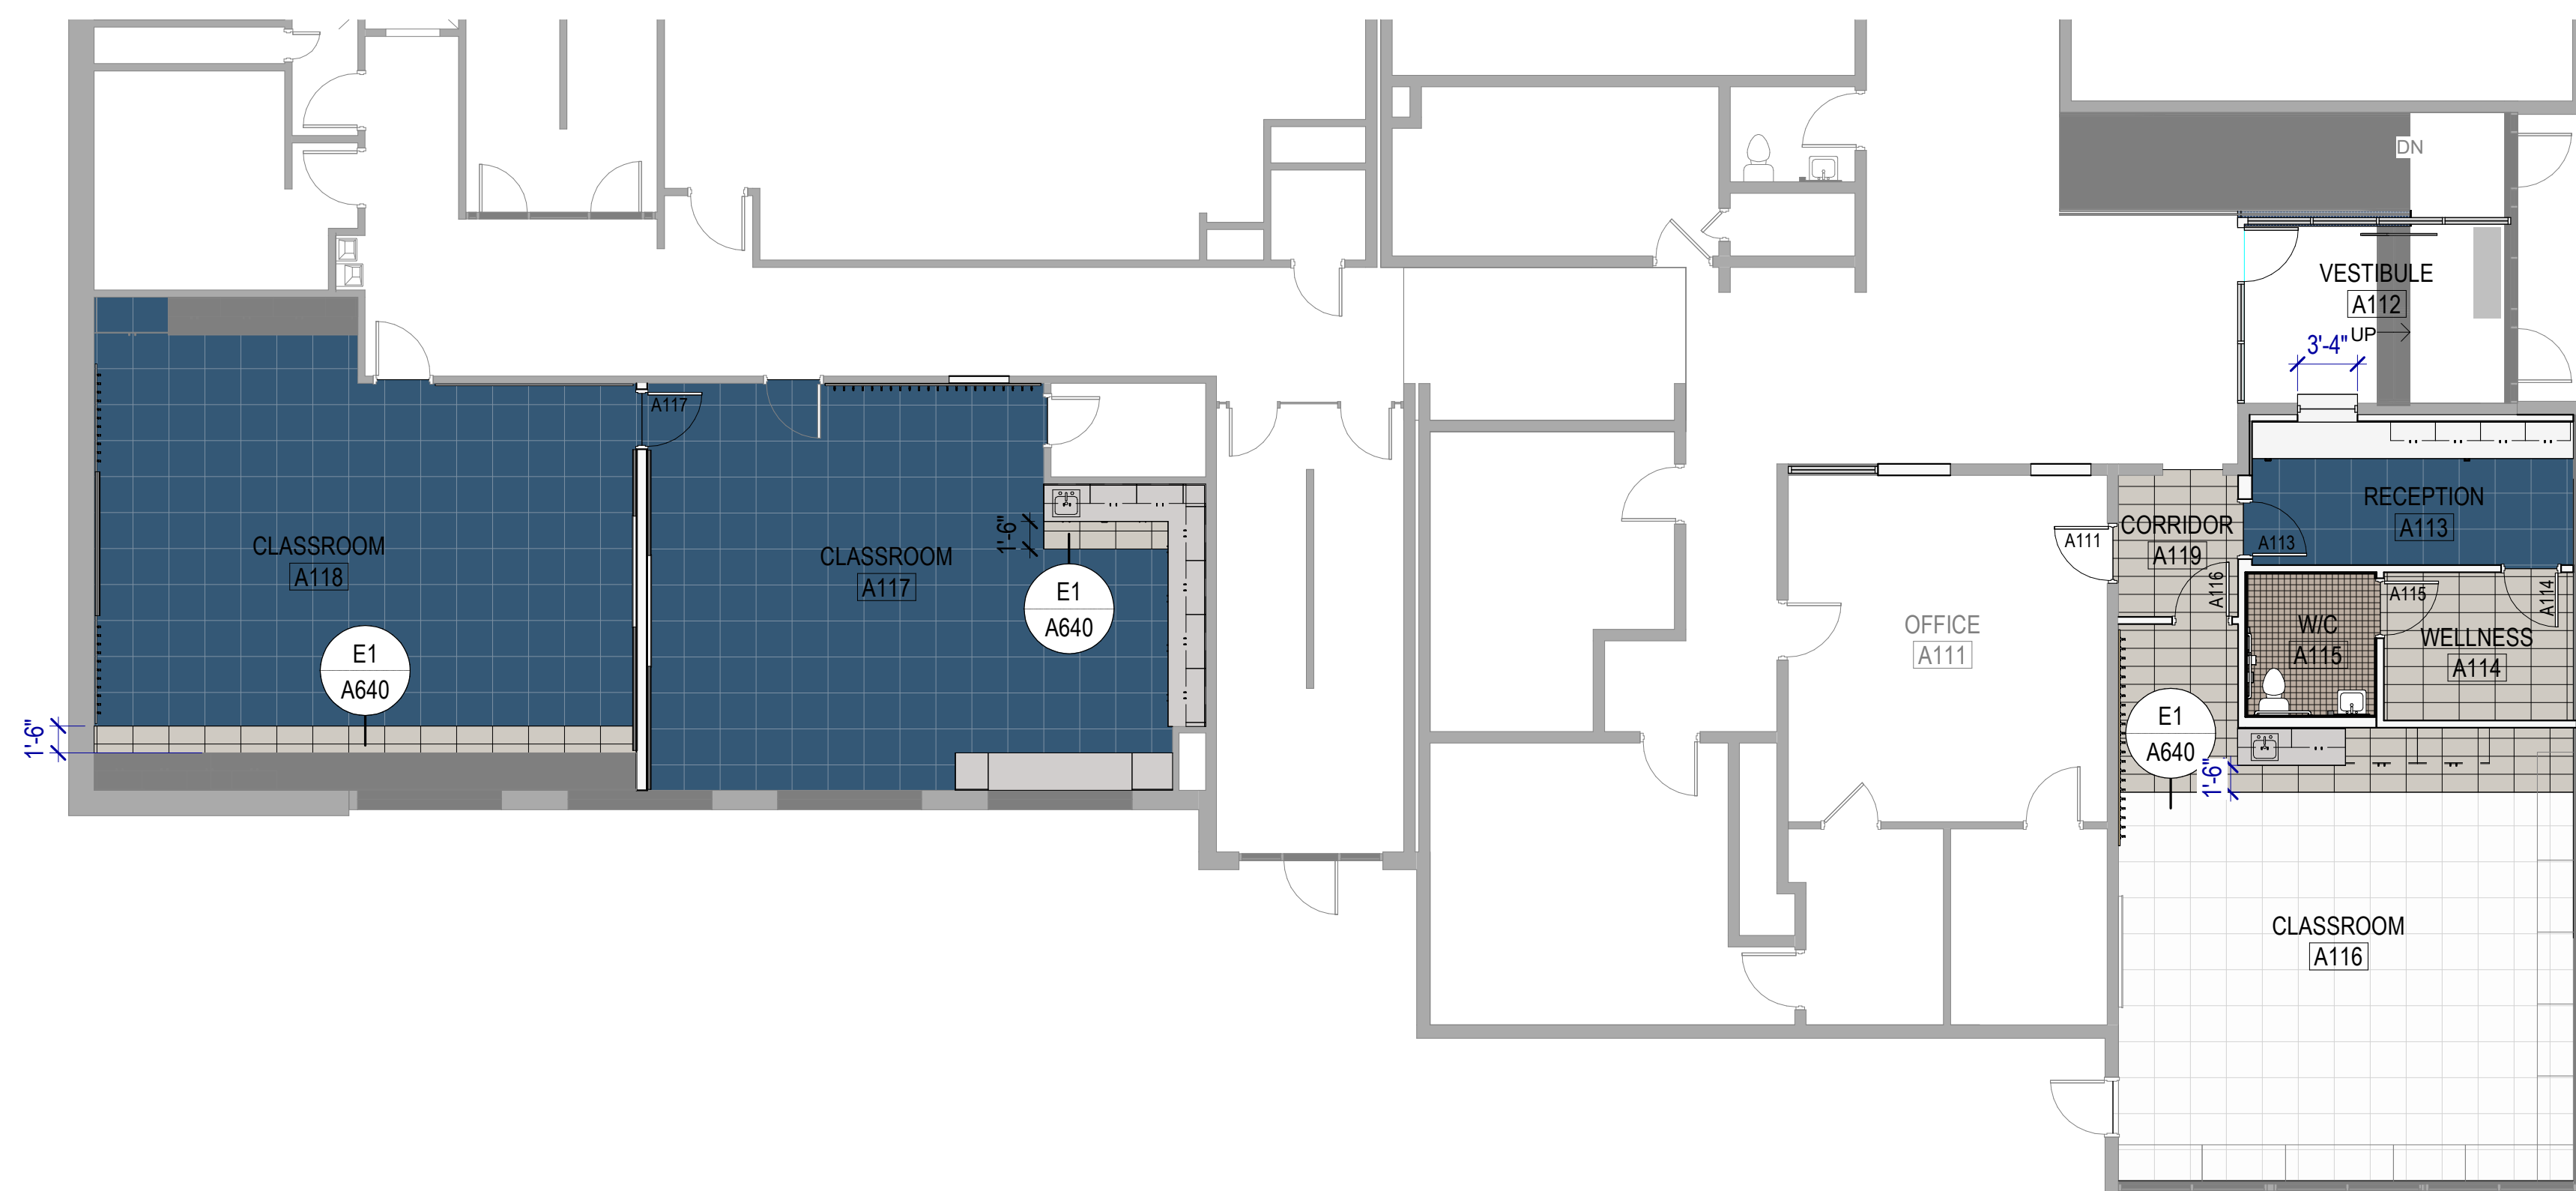 DN
VESTIBULE
A112
UP
3'-4"
A117
RECEPTION
A113
CORRIDOR
A119
A113
A111
1'-6"
CLASSROOM
A118
CLASSROOM
A117
E1
A640
A116
A115
A114
OFFICE
A111
W/C
A115
WELLNESS
A114
E1
A640
E1
A640
1'-6"
1'-6"
CLASSROOM
A116